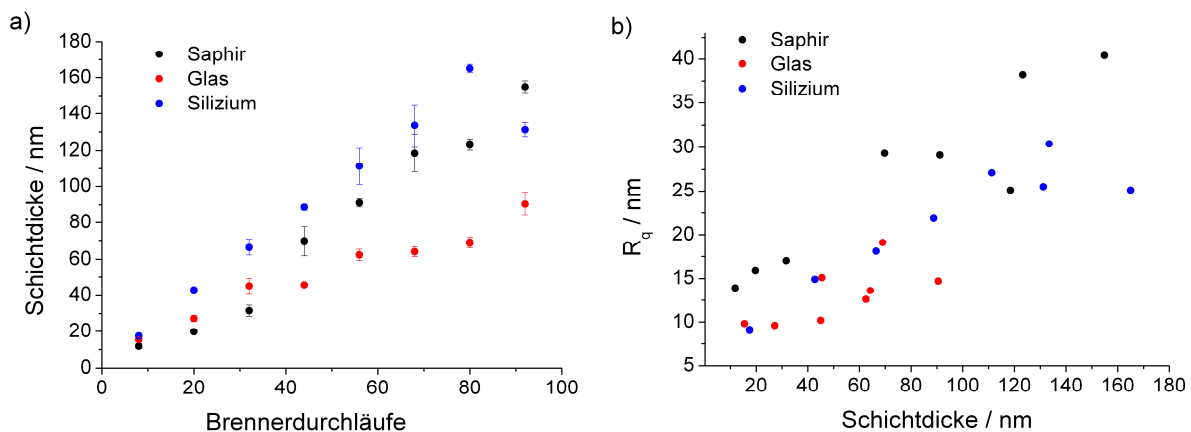 a)
Schichtdicke / nm
180
160
140
120
100
80
60
40
20
0
Saphir
Glas
Silizium
0 20 40 60 80 100
Brennerdurchläufe
b)
R_q / nm
40
35
30
25
20
15
10
5
Saphir
Glas
Silizium
20 40 60 80 100 120 140 160 180
Schichtdicke / nm